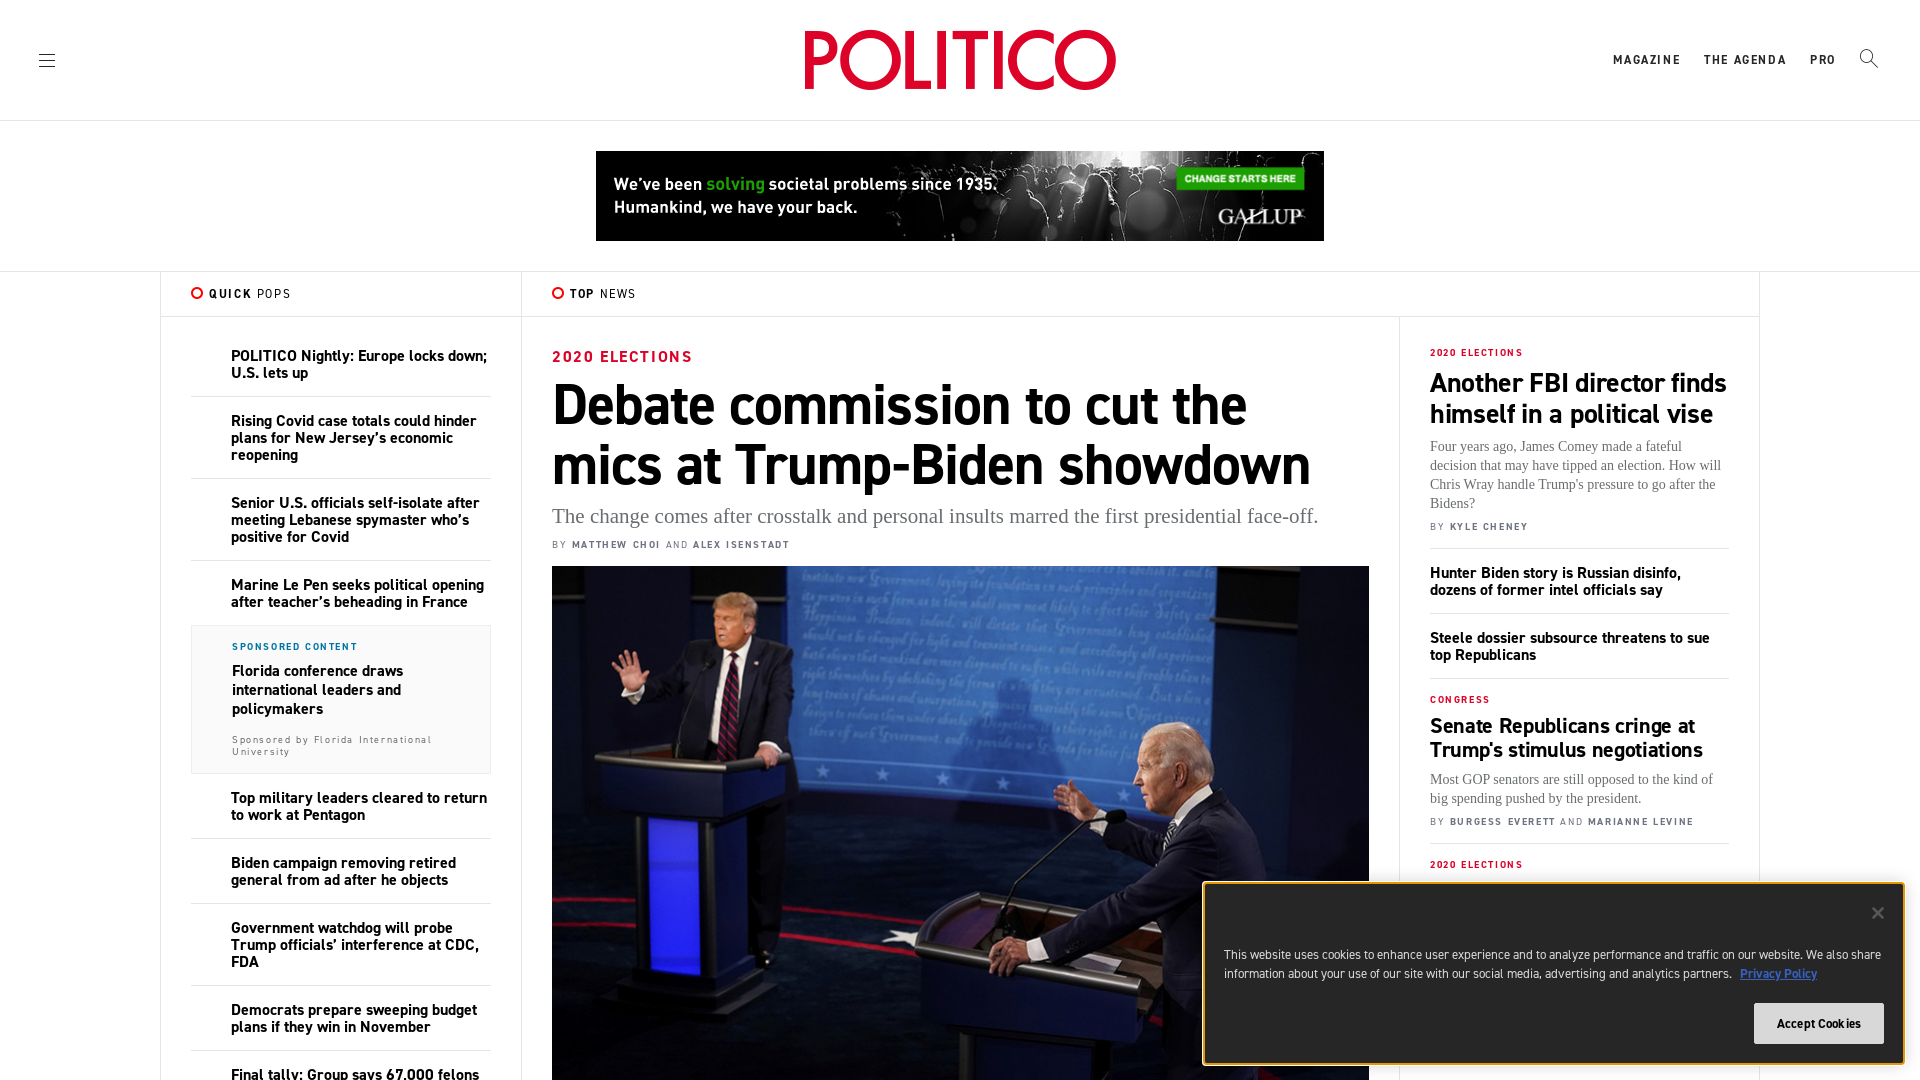 POLITICO
MAGAZINE
THE AGENDA
PRO
We've been solving societal problems since 1935.
Humankind, we have your back.
CHANGE STARTS HERE
GALLUP
QUICK POPS
POLITICO Nightly: Europe locks down;
U.S. lets up
Rising Covid case totals could hinder
plans for New Jersey’s economic
reopening
Senior U.S. officials self-isolate after
meeting Lebanese spymaster who’s
positive for Covid
Marine Le Pen seeks political opening
after teacher’s beheading in France
SPONSORED CONTENT
Florida conference draws
international leaders and
policymakers
Sponsored by Florida International
University
Top military leaders cleared to return
to work at Pentagon
Biden campaign removing retired
general from ad after he objects
Government watchdog will probe
Trump officials’ interference at CDC,
FDA
Democrats prepare sweeping budget
plans if they win in November
Final tally: Group says 67,000 felons
TOP NEWS
2020 ELECTIONS
Debate commission to cut the
mics at Trump-Biden showdown
The change comes after crosstalk and personal insults marred the first presidential face-off.
BY MATTHEW CHOI AND ALEX ISENSTADT
2020 ELECTIONS
Another FBI director finds
himself in a political vise
Four years ago, James Comey made a fateful
decision that may have tipped an election. How will
Chris Wray handle Trump's pressure to go after the
Bidens?
BY KYLE CHENEY
Hunter Biden story is Russian disinfo,
dozens of former intel officials say
Steele dossier subsource threatens to sue
top Republicans
CONGRESS
Senate Republicans cringe at
Trump's stimulus negotiations
Most GOP senators are still opposed to the kind of
big spending pushed by the president.
BY BURGESS EVERETT AND MARIANNE LEVINE
2020 ELECTIONS
This website uses cookies to enhance user experience and to analyze performance and traffic on our website. We also share
information about your use of our site with our social media, advertising and analytics partners. Privacy Policy
Accept Cookies